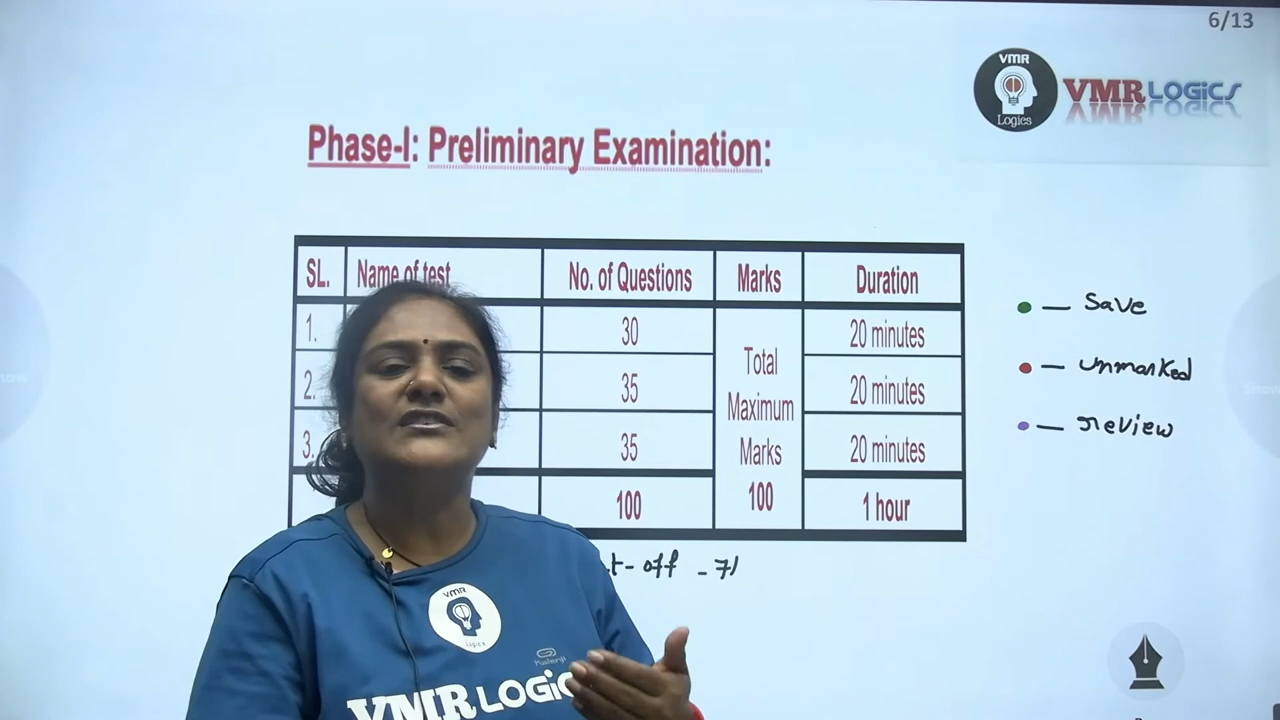 6/13
VMR
Logics
VMR LOGiCS
Phase-I: Preliminary Examination:
SL. Name of test No. of Questions Marks Duration
1. 30 20 minutes
2. 35 20 minutes
3. 35 20 minutes
Total
Maximum
Marks
100
100 1 hour
Save
unmarked
review
t-off - 71
VMR
Logics
Kalenji
VMR LOGiC